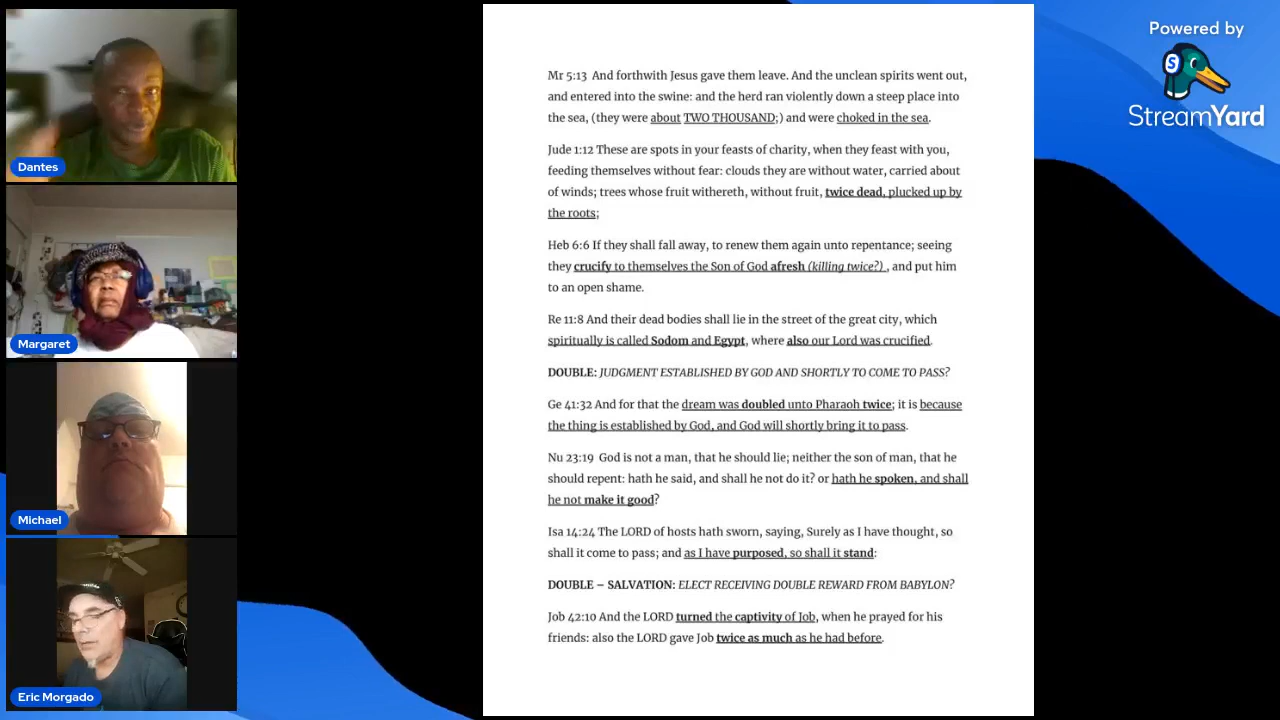 Dantes
Margaret
Michael
Eric Morgado
Mr 5:13 And forthwith Jesus gave them leave. And the unclean spirits went out,
and entered into the swine: and the herd ran violently down a steep place into
the sea, (they were about TWO THOUSAND;) and were choked in the sea.
Jude 1:12 These are spots in your feasts of charity, when they feast with you,
feeding themselves without fear: clouds they are without water, carried about
of winds; trees whose fruit withereth, without fruit, twice dead, plucked up by
the roots;
Heb 6:6 If they shall fall away, to renew them again unto repentance; seeing
they crucify to themselves the Son of God afresh (killing twice?) , and put him
to an open shame.
Re 11:8 And their dead bodies shall lie in the street of the great city, which
spiritually is called Sodom and Egypt, where also our Lord was crucified.
DOUBLE: JUDGMENT ESTABLISHED BY GOD AND SHORTLY TO COME TO PASS?
Ge 41:32 And for that the dream was doubled unto Pharaoh twice; it is because
the thing is established by God, and God will shortly bring it to pass.
Nu 23:19 God is not a man, that he should lie; neither the son of man, that he
should repent: hath he said, and shall he not do it? or hath he spoken, and shall
he not make it good?
Isa 14:24 The LORD of hosts hath sworn, saying, Surely as I have thought, so
shall it come to pass; and as I have purposed, so shall it stand:
DOUBLE – SALVATION: ELECT RECEIVING DOUBLE REWARD FROM BABYLON?
Job 42:10 And the LORD turned the captivity of Job, when he prayed for his
friends: also the LORD gave Job twice as much as he had before.
Powered by
S
StreamYard